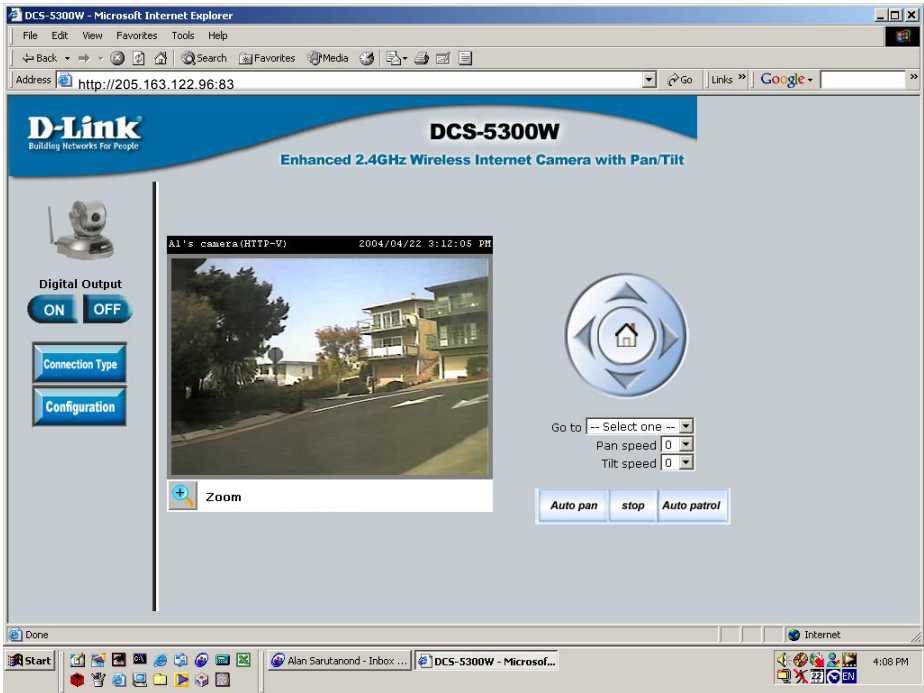 DCS-5300W - Microsoft Internet Explorer
File Edit View Favorites Tools Help
Back Search Favorites Media
Address http://205.163.122.96:83 Go Links » Google »
D-Link
Building Networks For People
DCS-5300W
Enhanced 2.4GHz Wireless Internet Camera with Pan/Tilt
Al's camera(HTTP-V) 2004/04/22 3:12:05 PM
Digital Output
ON OFF
Connection Type
Configuration
Go to -- Select one --
Pan speed 0
Tilt speed 0
Zoom
Auto pan stop Auto patrol
Done Internet
Start Alan Sarutanond - Inbox ... DCS-5300W - Microsof... 4:08 PM
22 EN